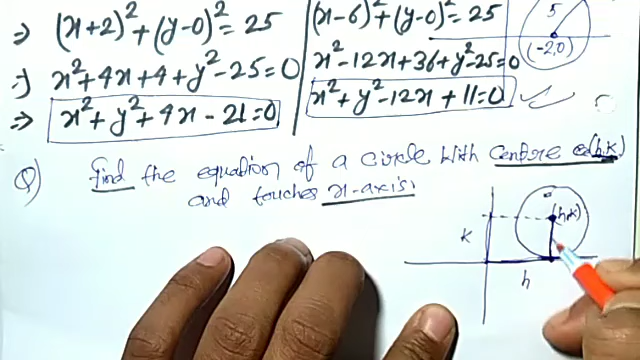 ⇒ (x+2)² + (y-0)² = 25
(x-6)² + (y-0)² = 25
5
(-2,0)
⇒ x² + 4x + 4 + y² - 25 = 0
x² - 12x + 36 + y² - 25 = 0
⇒ x² + y² + 4x - 21 = 0
x² + y² - 12x + 11 = 0
Q) Find the equation of a circle with centre (h,k)
and touches x-axis.
(h,k)
k
h